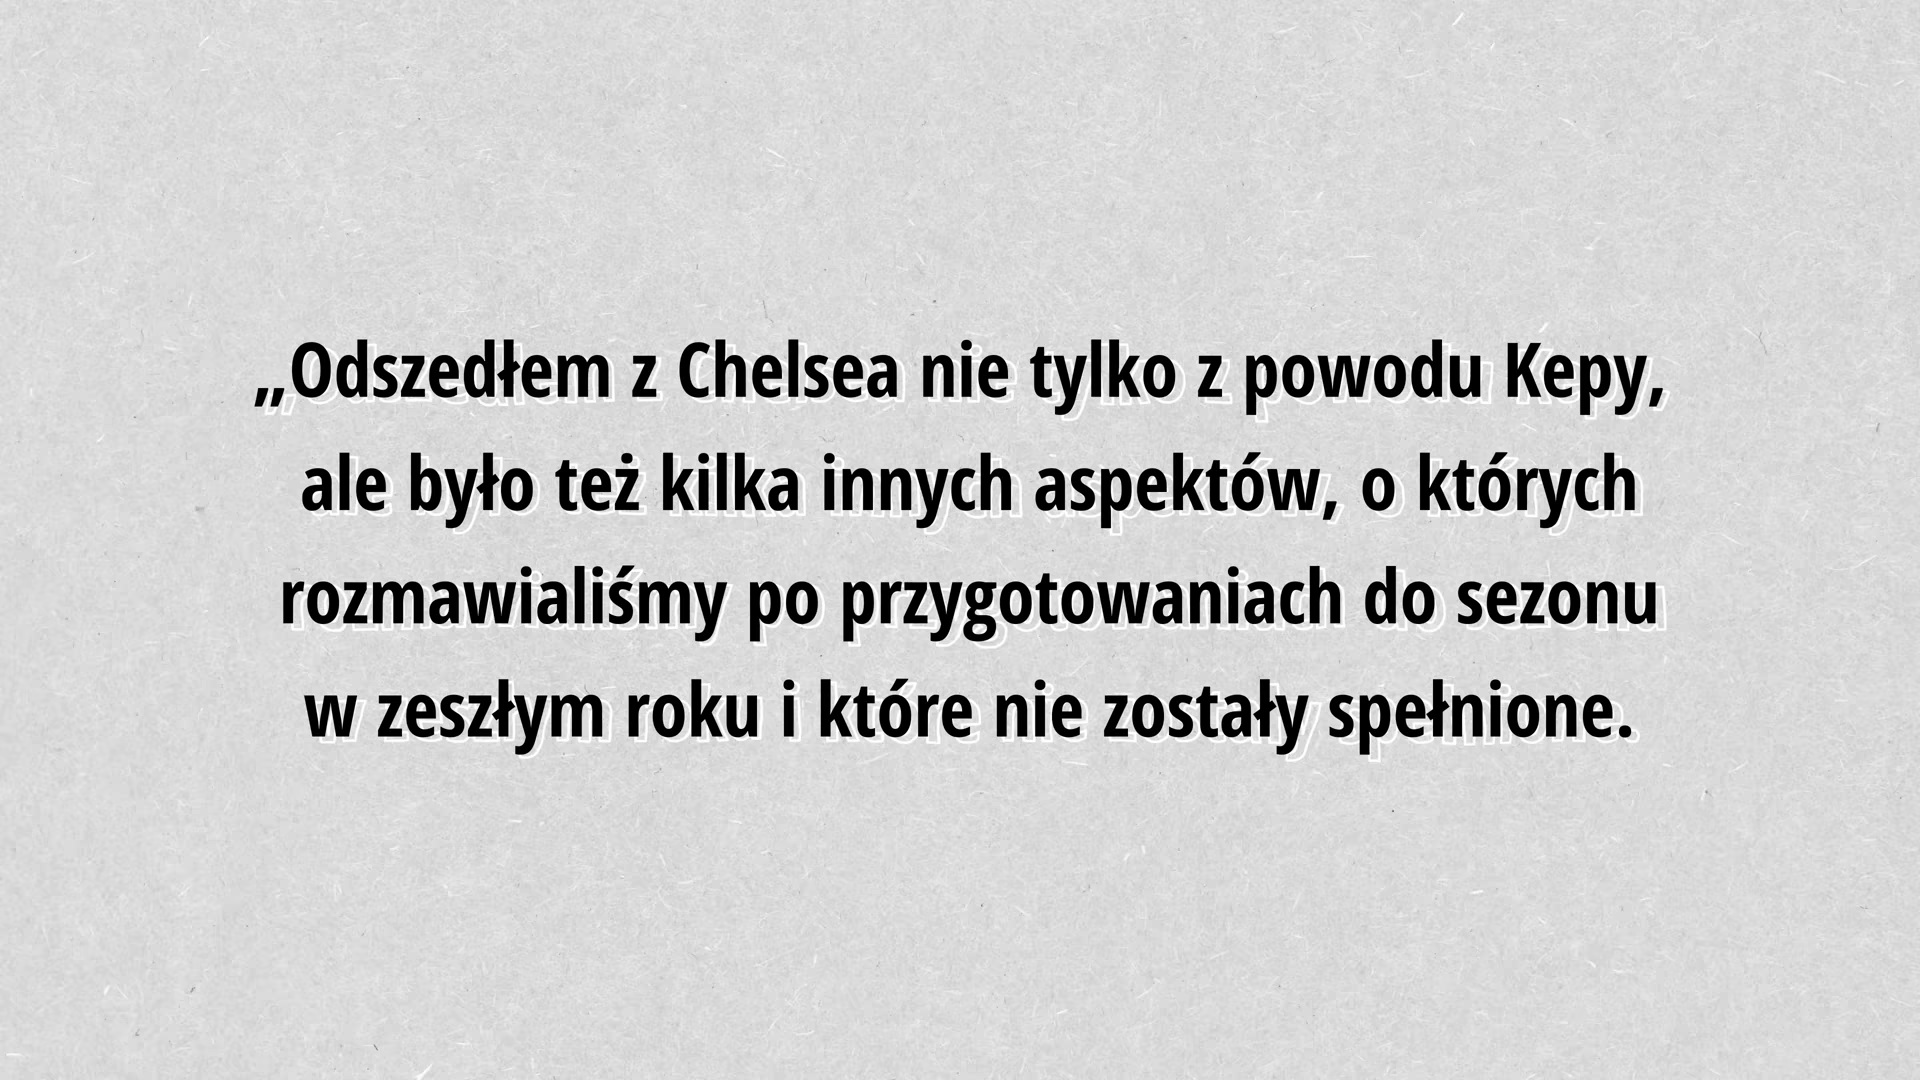 „Odszedłem z Chelsea nie tylko z powodu Kepy,
ale było też kilka innych aspektów, o których
rozmawialiśmy po przygotowaniach do sezonu
w zeszłym roku i które nie zostały spełnione.